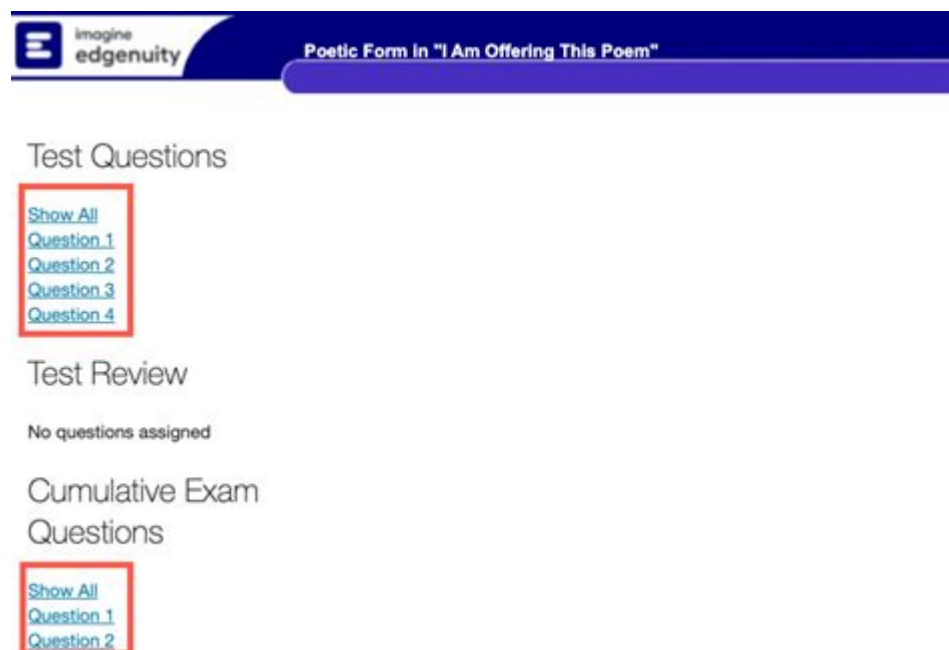 imagine
edgenuity
Poetic Form in "I Am Offering This Poem"
Test Questions
Show All
Question 1
Question 2
Question 3
Question 4
Test Review
No questions assigned
Cumulative Exam
Questions
Show All
Question 1
Question 2